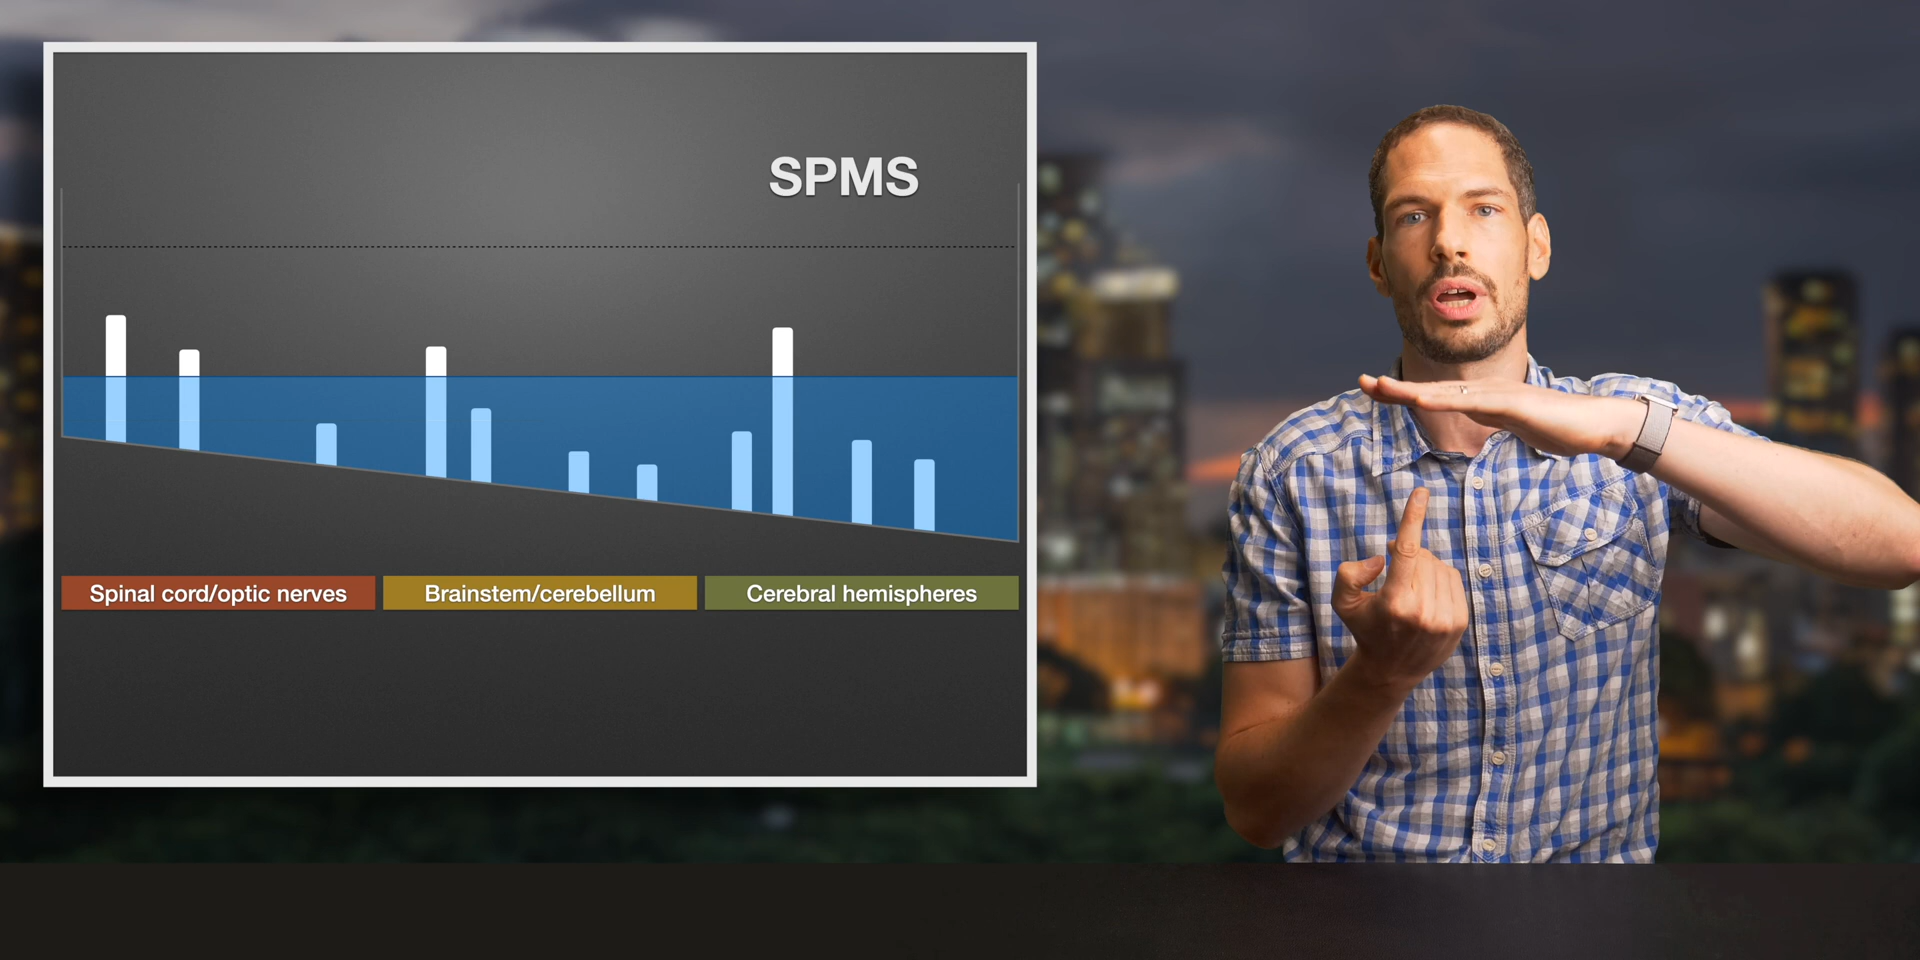 SPMS
Spinal cord/optic nerves
Brainstem/cerebellum
Cerebral hemispheres